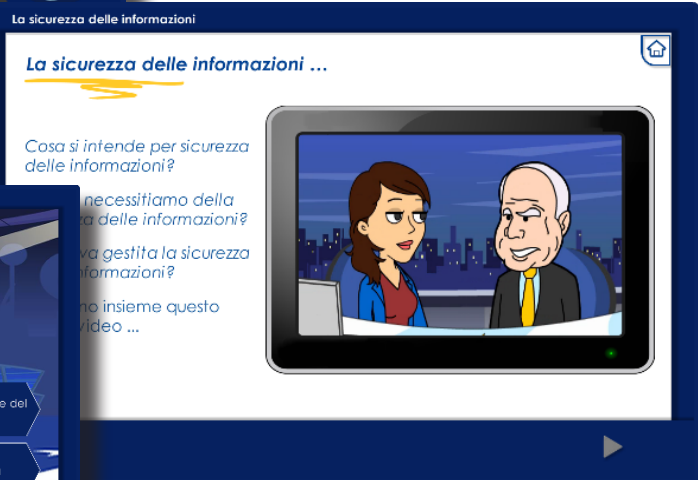 La sicurezza delle informazioni
La sicurezza delle informazioni ...
Cosa si intende per sicurezza
delle informazioni?
necessitiamo della
delle informazioni?
va gestita la sicurezza
informazioni?
insieme questo
video ...
e del